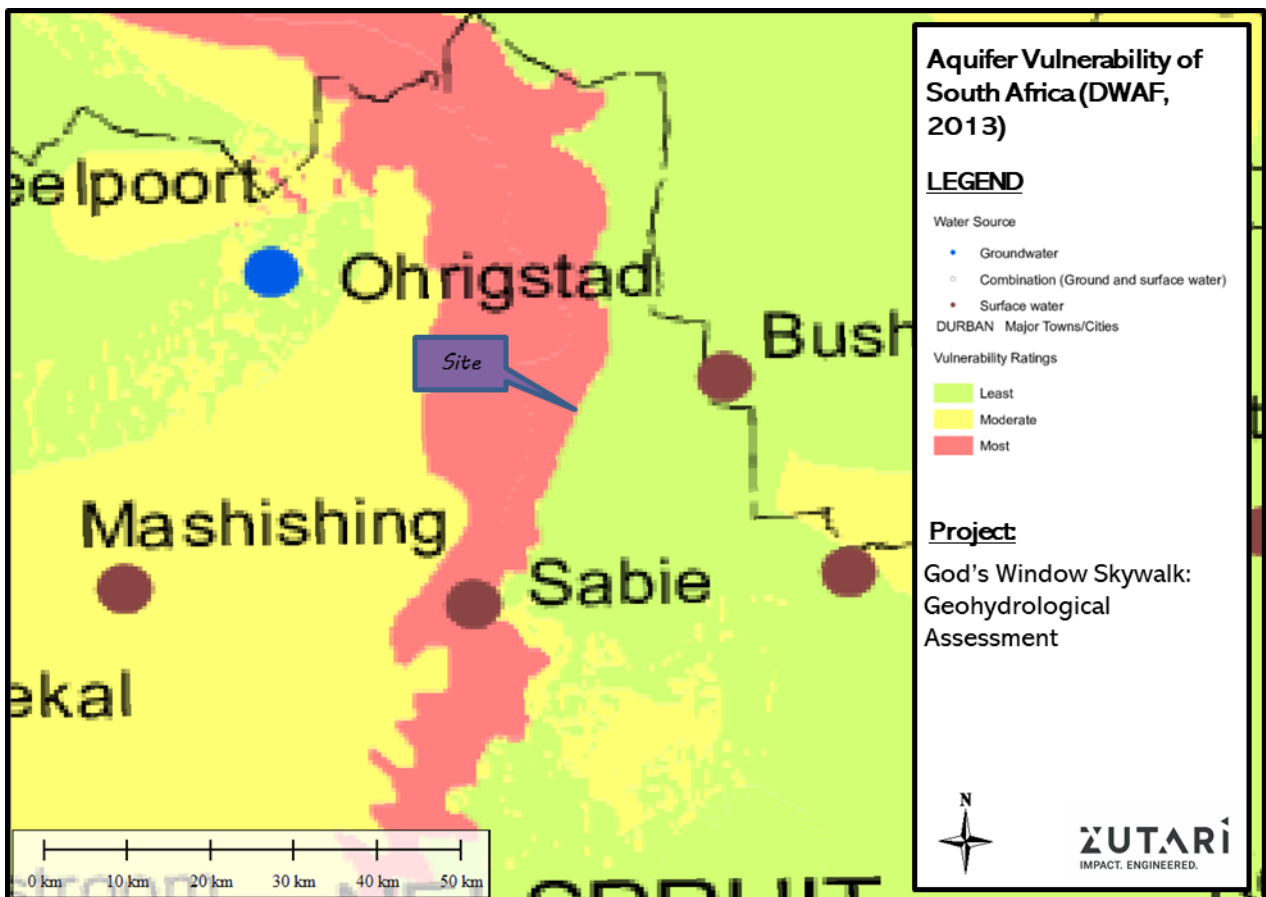 eelpoort
Ohrigstad
Site
Bush
Mashishing
Sabie
ekal
0 km 10 km 20 km 30 km 40 km 50 km
Aquifer Vulnerability of
South Africa (DWAF,
2013)
LEGEND
Water Source
Groundwater
Combination (Ground and surface water)
Surface water
DURBAN Major Towns/Cities
Vulnerability Ratings
Least
Moderate
Most
Project:
God's Window Skywalk:
Geohydrological
Assessment
N
ZUTARI
IMPACT. ENGINEERED.